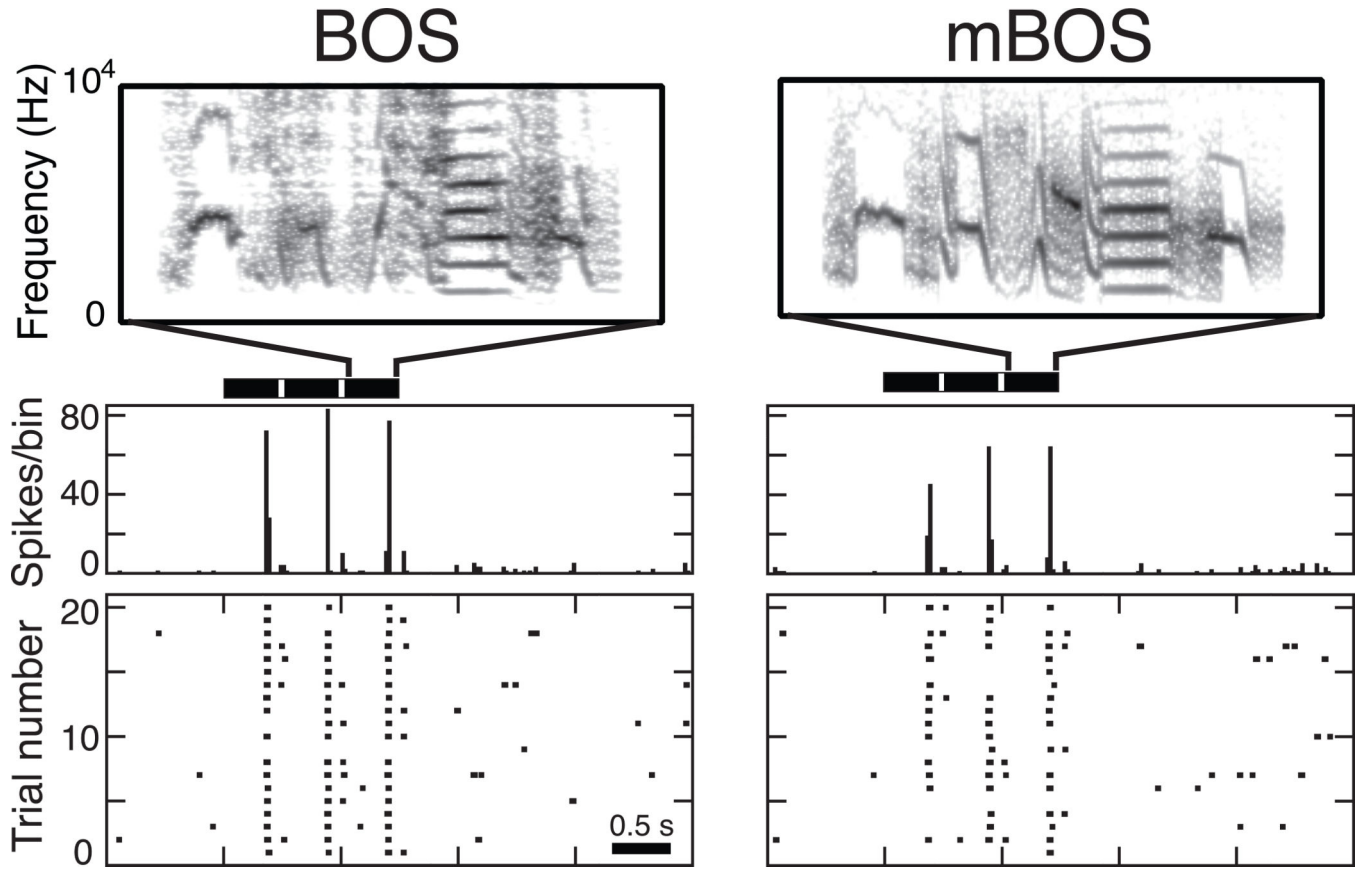 BOS
mBOS
Frequency (Hz)
10⁴
0
Spikes/bin
80
40
0
Trial number
20
10
0
0.5 s